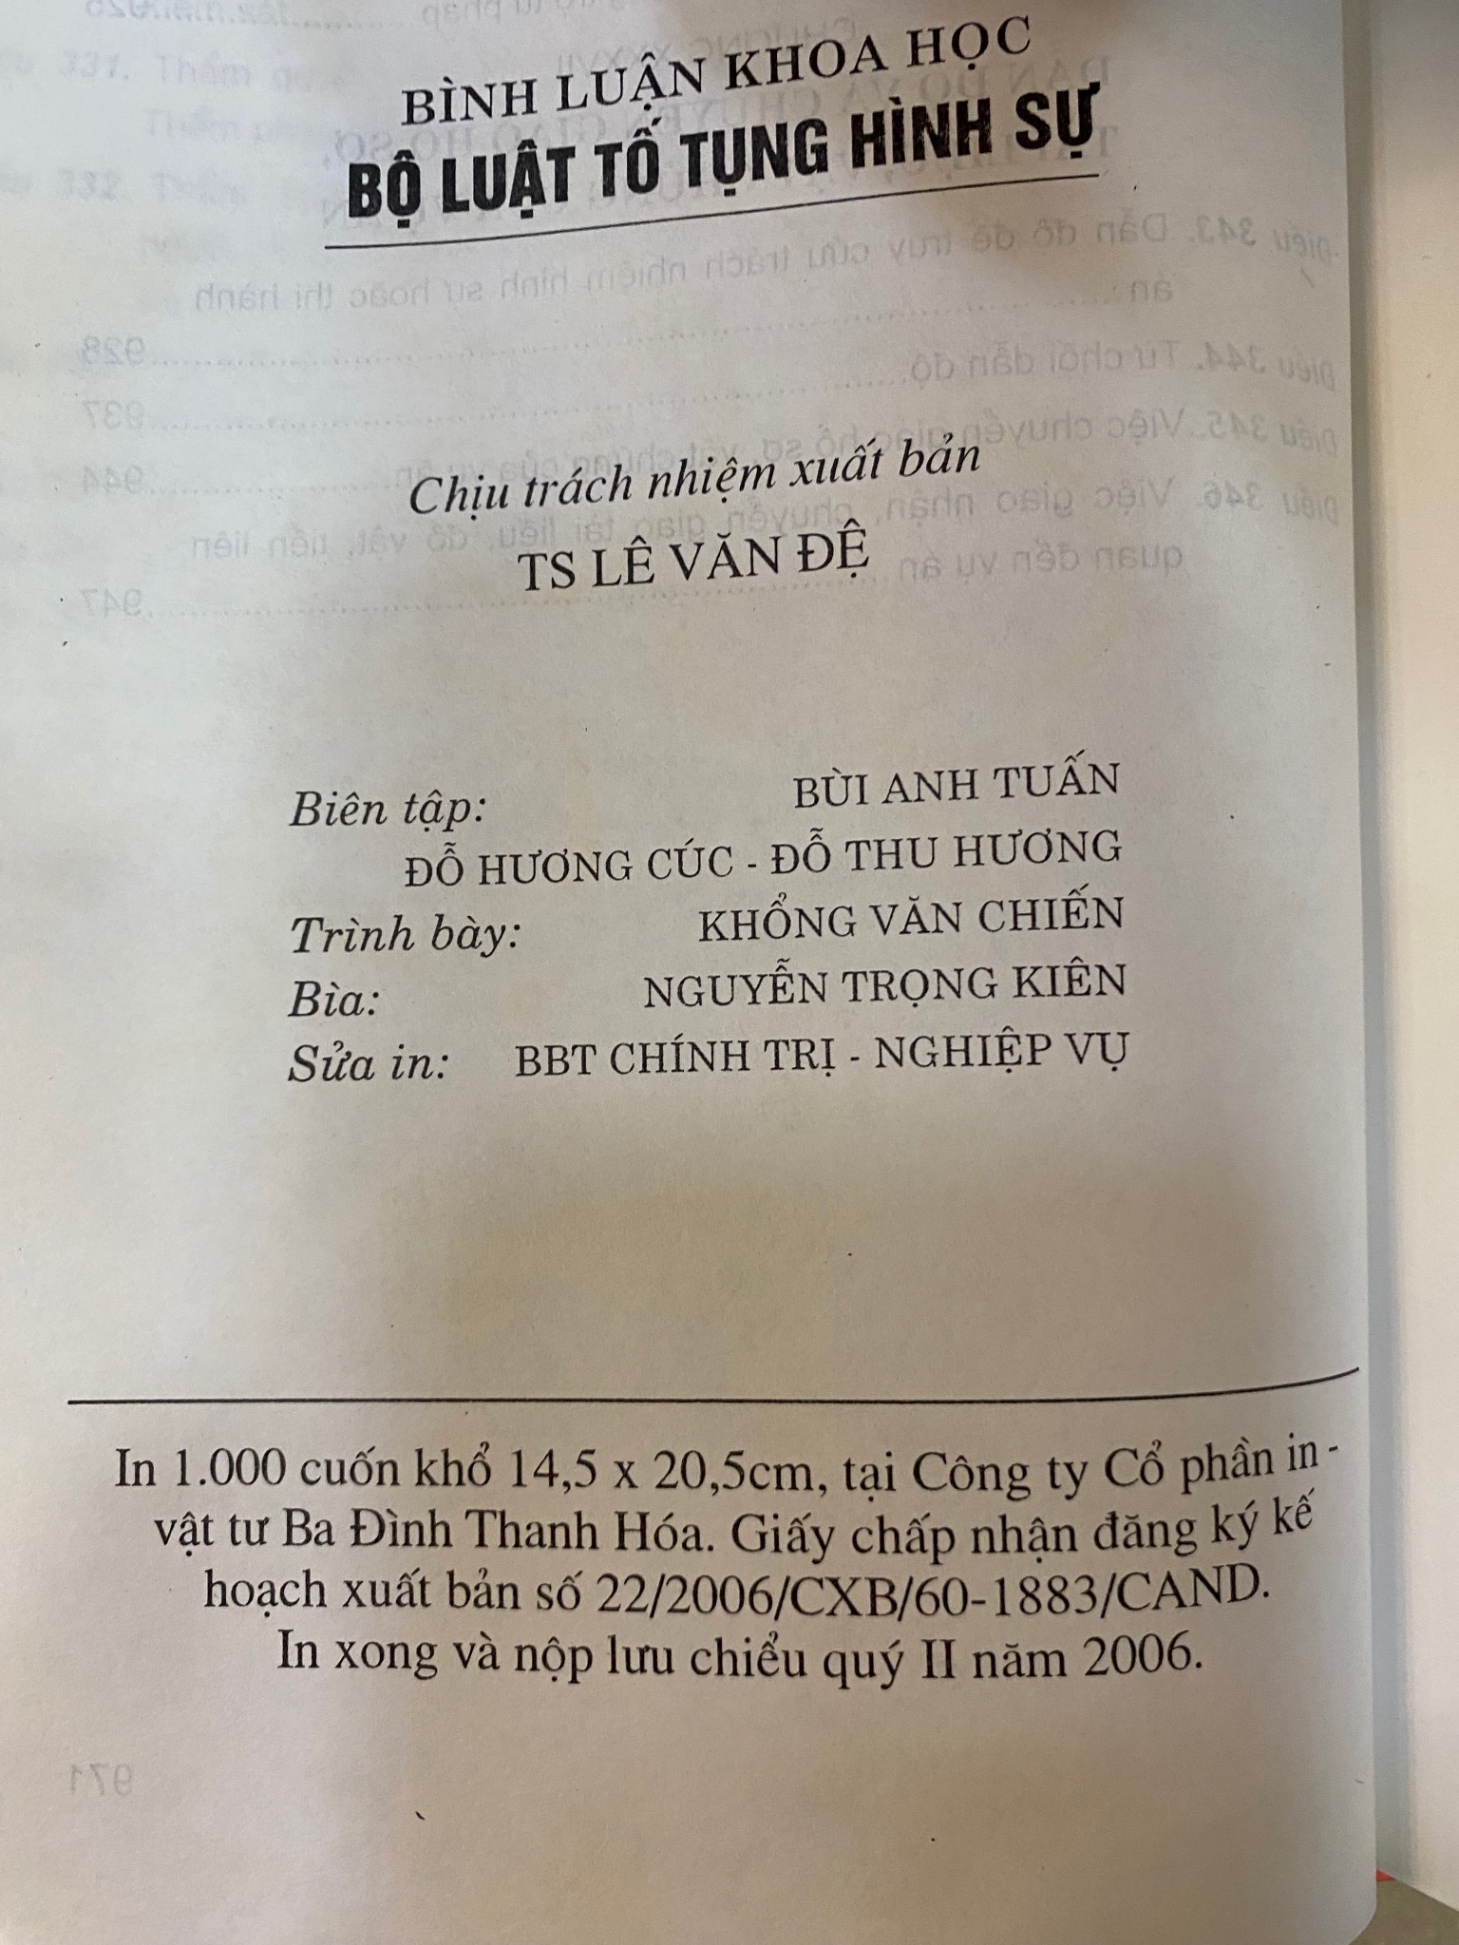 BÌNH LUẬN KHOA HỌC
BỘ LUẬT TỐ TỤNG HÌNH SỰ
Chịu trách nhiệm xuất bản
TS LÊ VĂN ĐỆ
Biên tập: BÙI ANH TUẤN
ĐỖ HƯƠNG CÚC - ĐỖ THU HƯƠNG
Trình bày: KHỔNG VĂN CHIẾN
Bìa: NGUYỄN TRỌNG KIÊN
Sửa in: BBT CHÍNH TRỊ - NGHIỆP VỤ
In 1.000 cuốn khổ 14,5 x 20,5cm, tại Công ty Cổ phần in -
vật tư Ba Đình Thanh Hóa. Giấy chấp nhận đăng ký kế
hoạch xuất bản số 22/2006/CXB/60-1883/CAND.
In xong và nộp lưu chiểu quý II năm 2006.